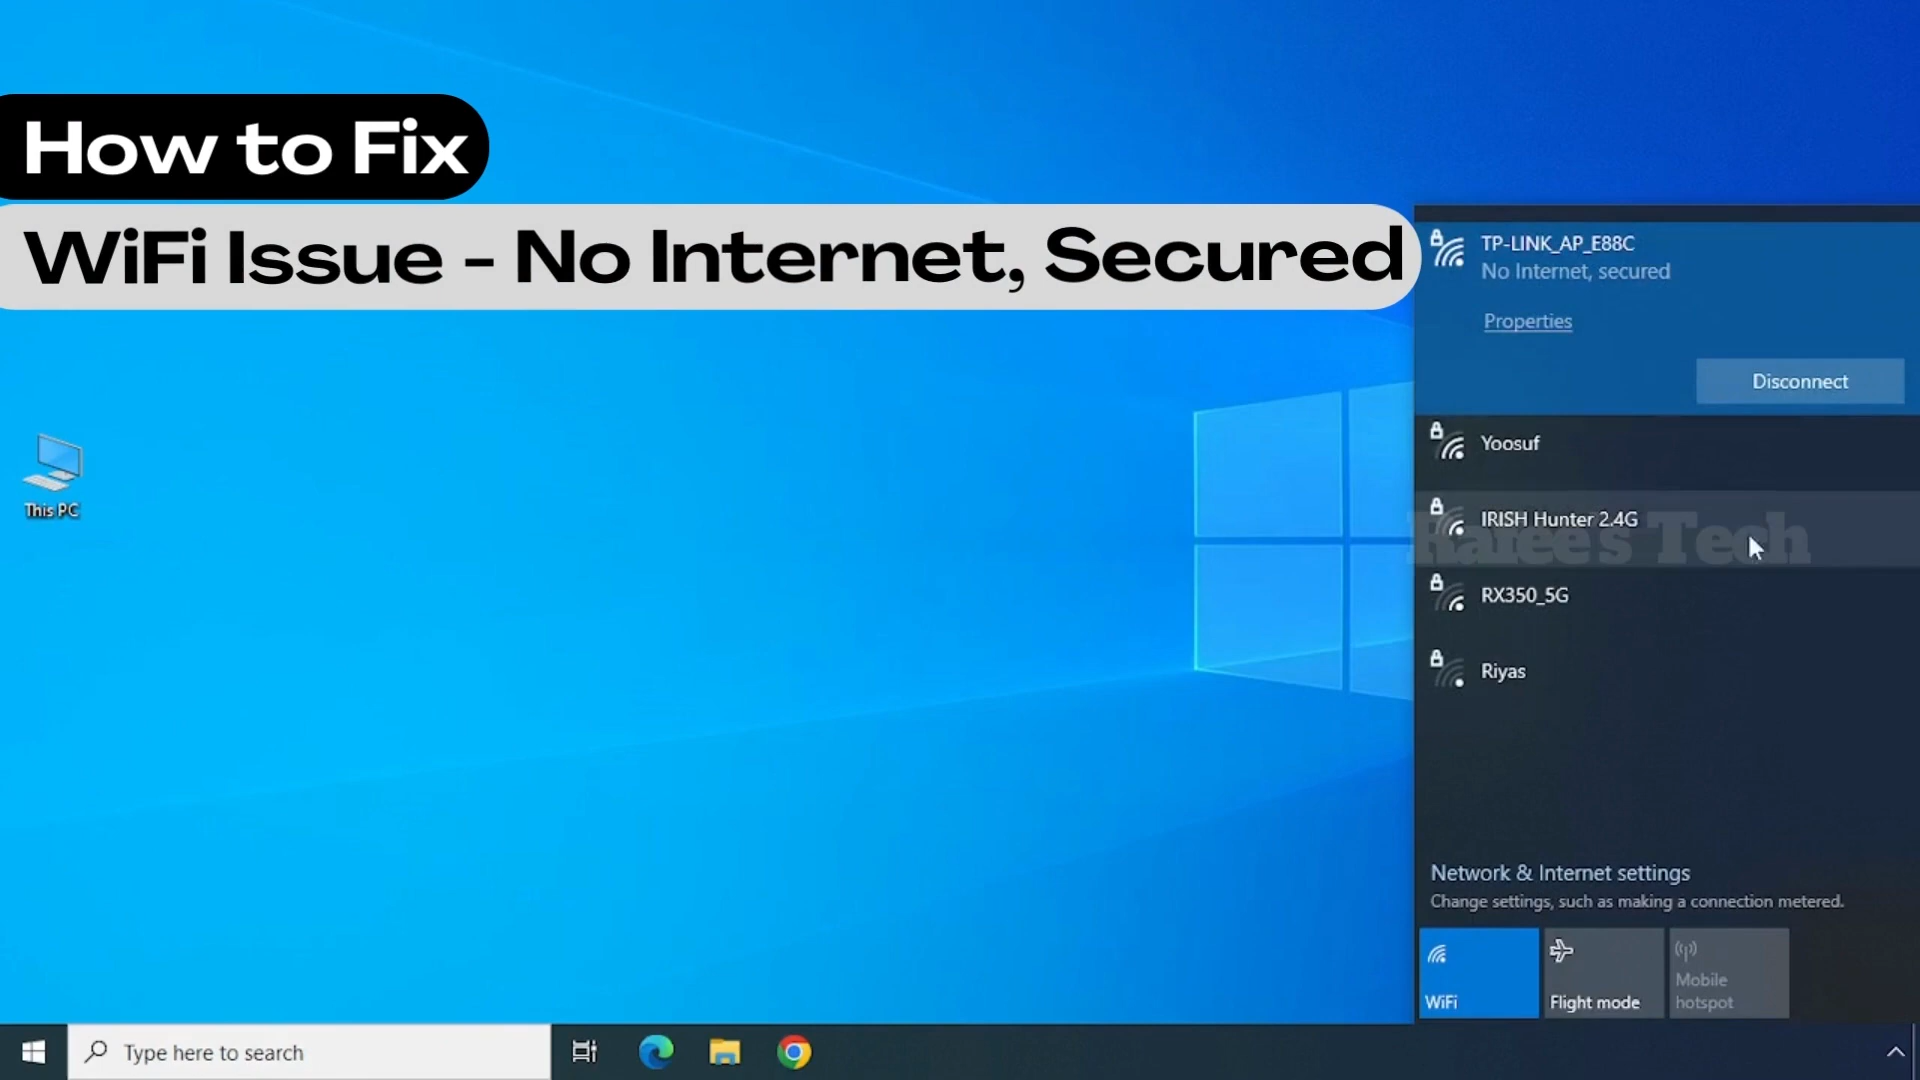 How to Fix
WiFi Issue - No Internet, Secured
This PC
TP-LINK_AP_E88C
No Internet, secured
Properties
Disconnect
Yoosuf
IRISH Hunter 2.4G
Rafee's Tech
RX350_5G
Riyas
Network & Internet settings
Change settings, such as making a connection metered.
WiFi
Flight mode
Mobile
hotspot
Type here to search